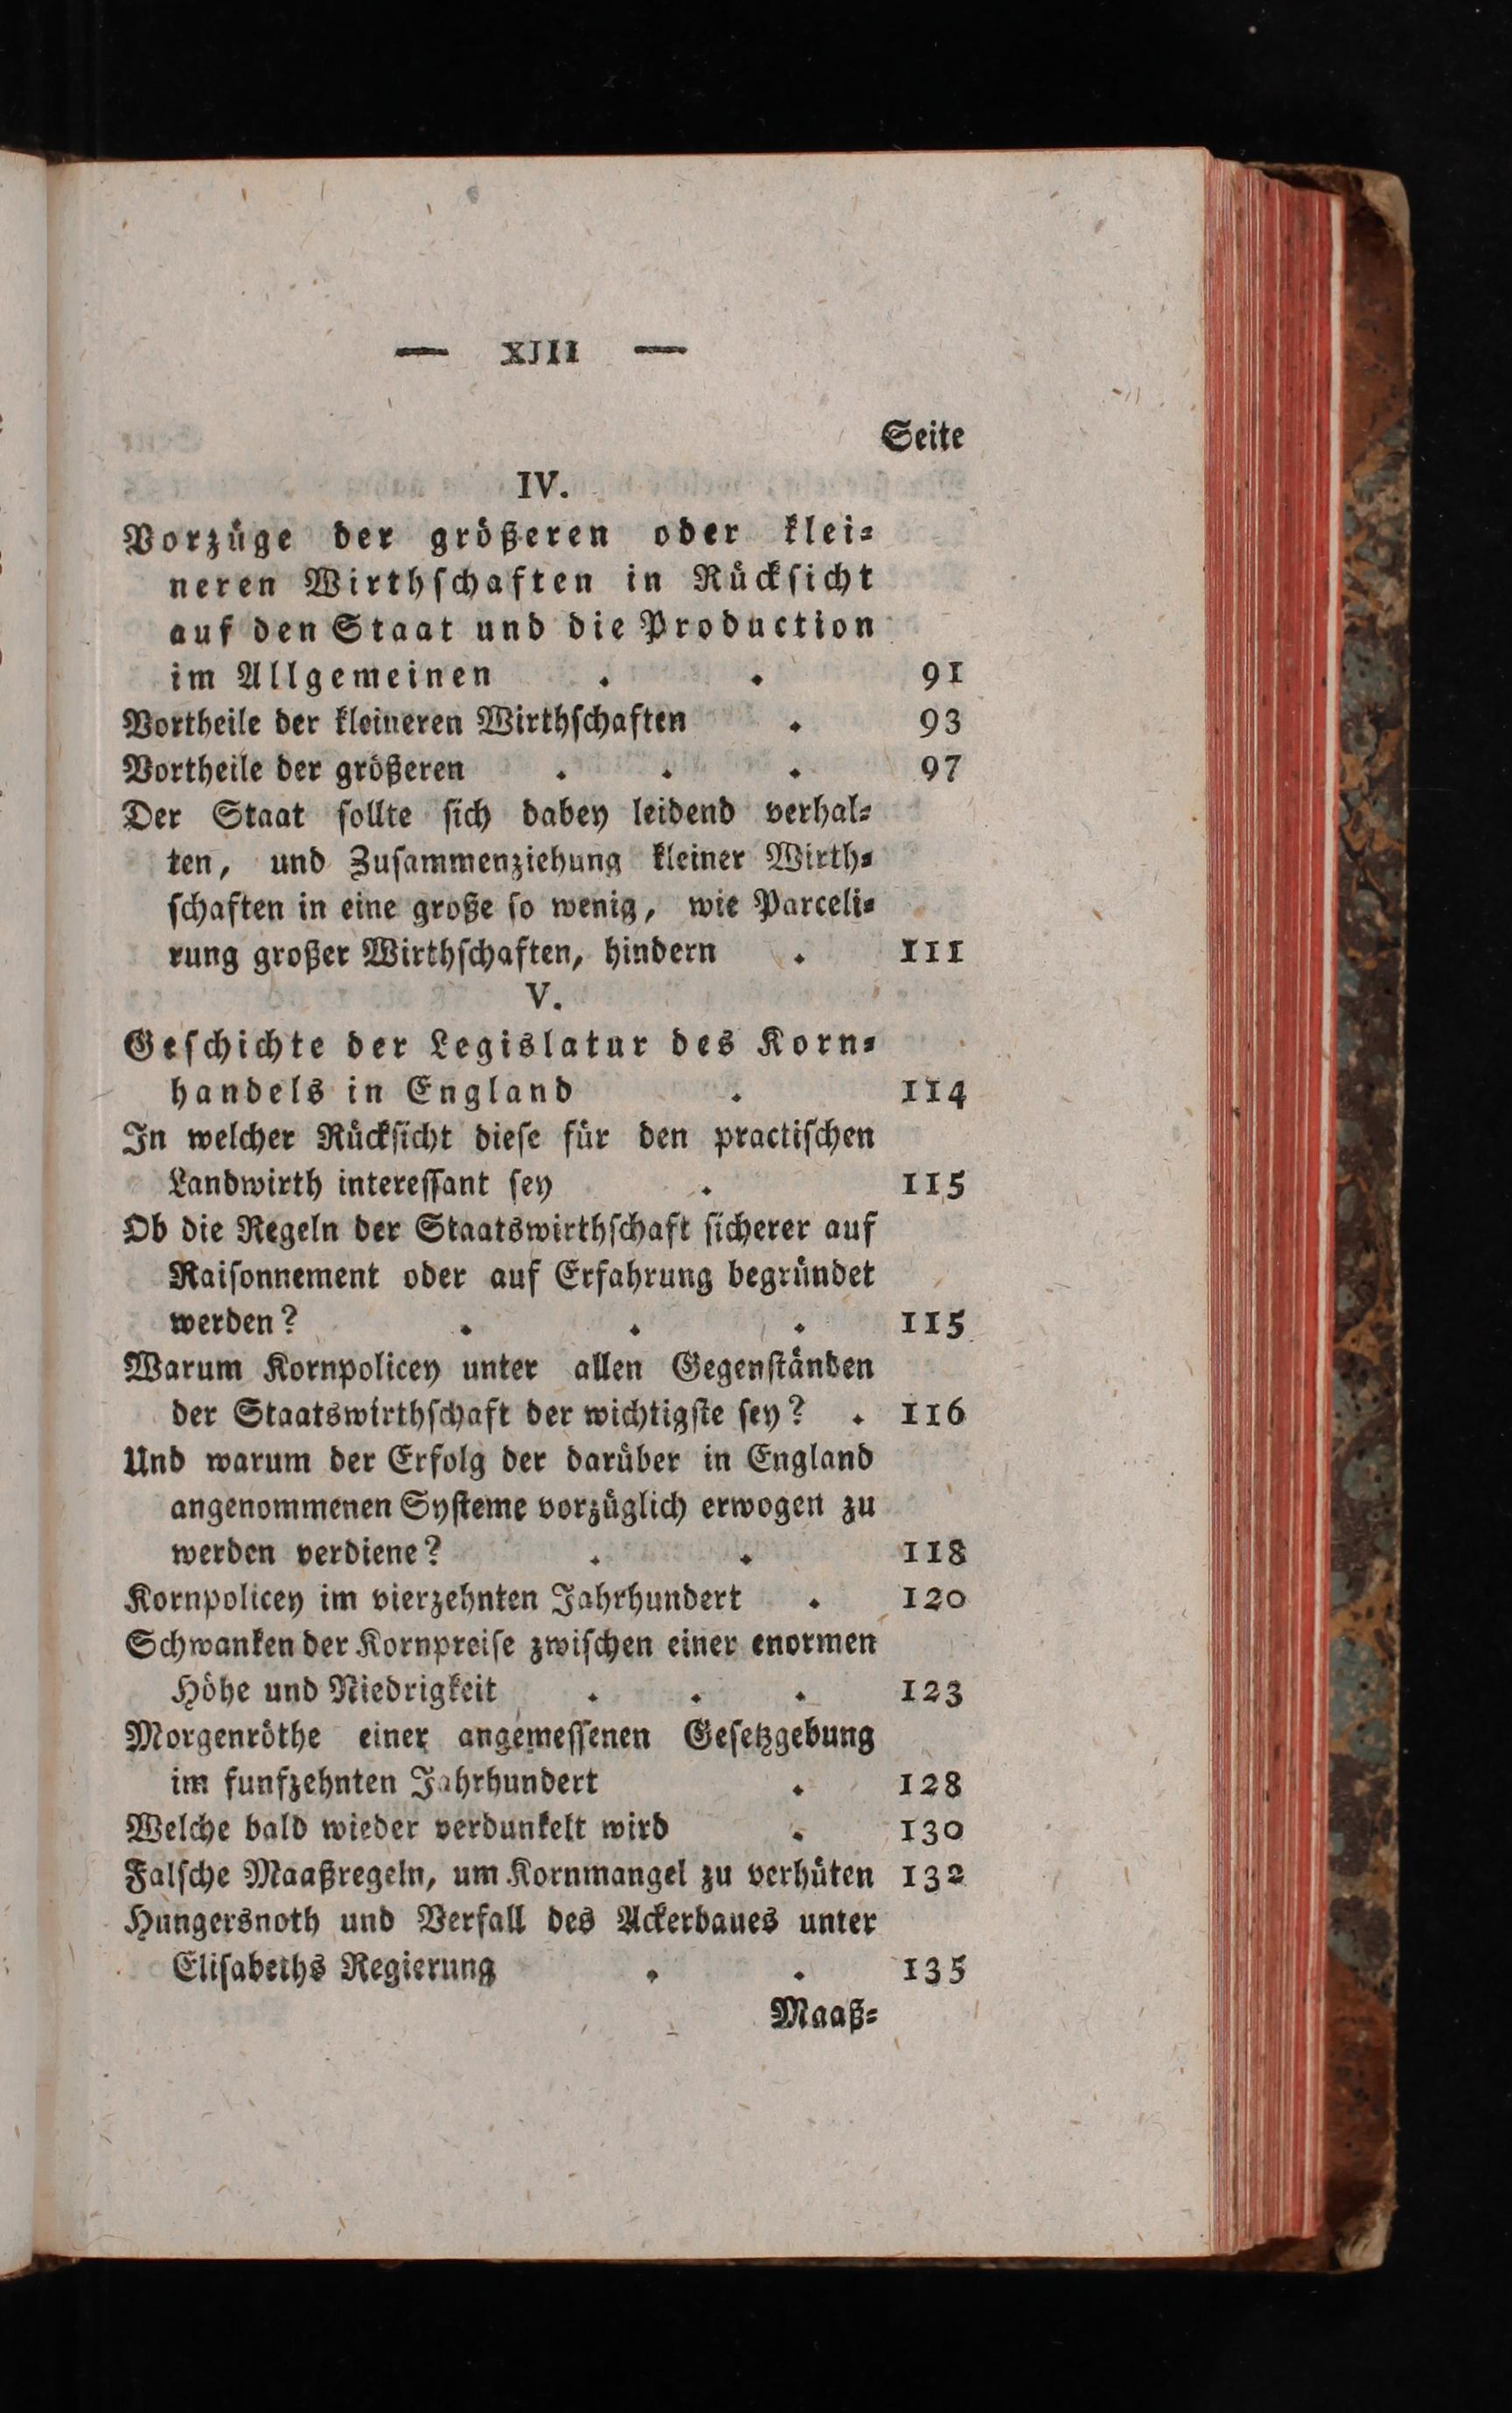 — XIII —
Seite
IV.
Vorzüge der größeren oder klei⸗
neren Wirthſchaften in Rückſicht
auf den Staat und die Production
im Allgemeinen . . 91
Vortheile der kleineren Wirthſchaften . 93
Vortheile der größeren . . . 97
Der Staat ſollte ſich dabey leidend verhal⸗
ten, und Zuſammenziehung kleiner Wirth⸗
ſchaften in eine große ſo wenig, wie Parceli⸗
rung großer Wirthſchaften, hindern . 111
V.
Geſchichte der Legislatur des Korn⸗
handels in England . 114
In welcher Rückſicht dieſe für den practiſchen
Landwirth intereſſant ſey . 115
Ob die Regeln der Staatswirthſchaft ſicherer auf
Raiſonnement oder auf Erfahrung begründet
werden? . . . 115
Warum Kornpolicey unter allen Gegenſtänden
der Staatswirthſchaft der wichtigſte ſey? . 116
Und warum der Erfolg der darüber in England
angenommenen Syſteme vorzüglich erwogen zu
werden verdiene? . . 118
Kornpolicey im vierzehnten Jahrhundert . 120
Schwanken der Kornpreiſe zwiſchen einer enormen
Höhe und Niedrigkeit . . . 123
Morgenröthe einer angemeſſenen Geſetzgebung
im funfzehnten Jahrhundert . 128
Welche bald wieder verdunkelt wird . 130
Falſche Maaßregeln, um Kornmangel zu verhüten 132
Hungersnoth und Verfall des Ackerbaues unter
Eliſabeths Regierung . . 135
Maaß⸗